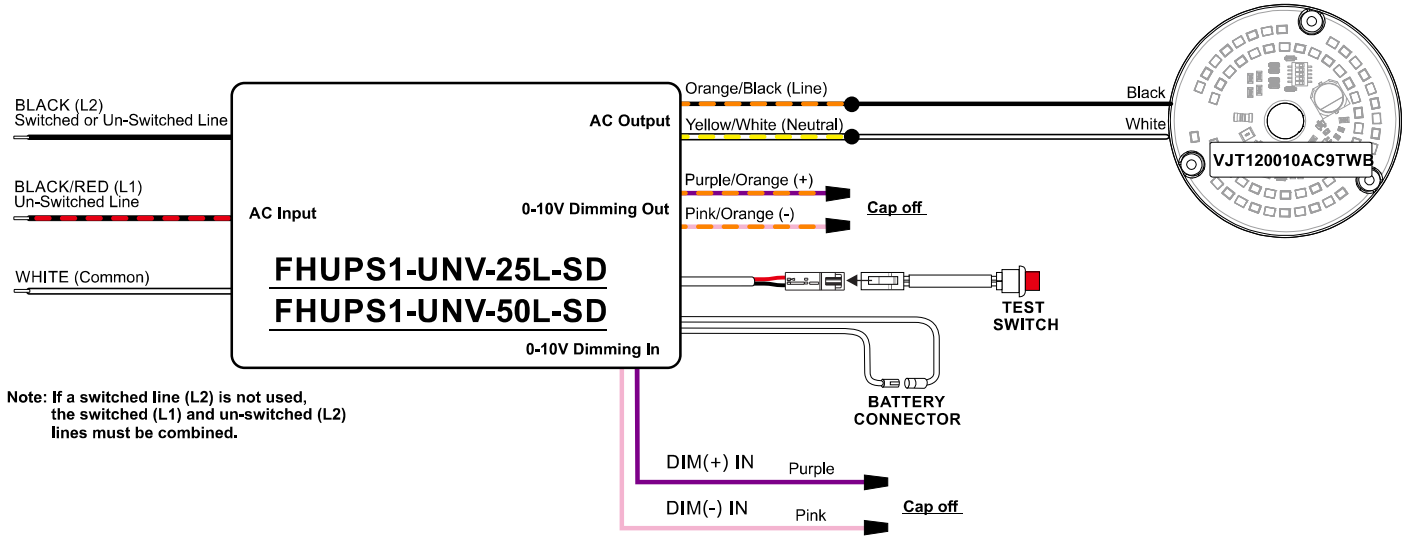 BLACK (L2)
Switched or Un-Switched Line
BLACK/RED (L1)
Un-Switched Line
WHITE (Common)
AC Input
AC Output
0-10V Dimming Out
FHUPS1-UNV-25L-SD
FHUPS1-UNV-50L-SD
0-10V Dimming In
Orange/Black (Line)
Yellow/White (Neutral)
Purple/Orange (+)
Pink/Orange (-)
Cap off
Black
White
VJT120010AC9TWB
TEST
SWITCH
BATTERY
CONNECTOR
Note: If a switched line (L2) is not used,
the switched (L1) and un-switched (L2)
lines must be combined.
DIM(+) IN
Purple
DIM(-) IN
Pink
Cap off